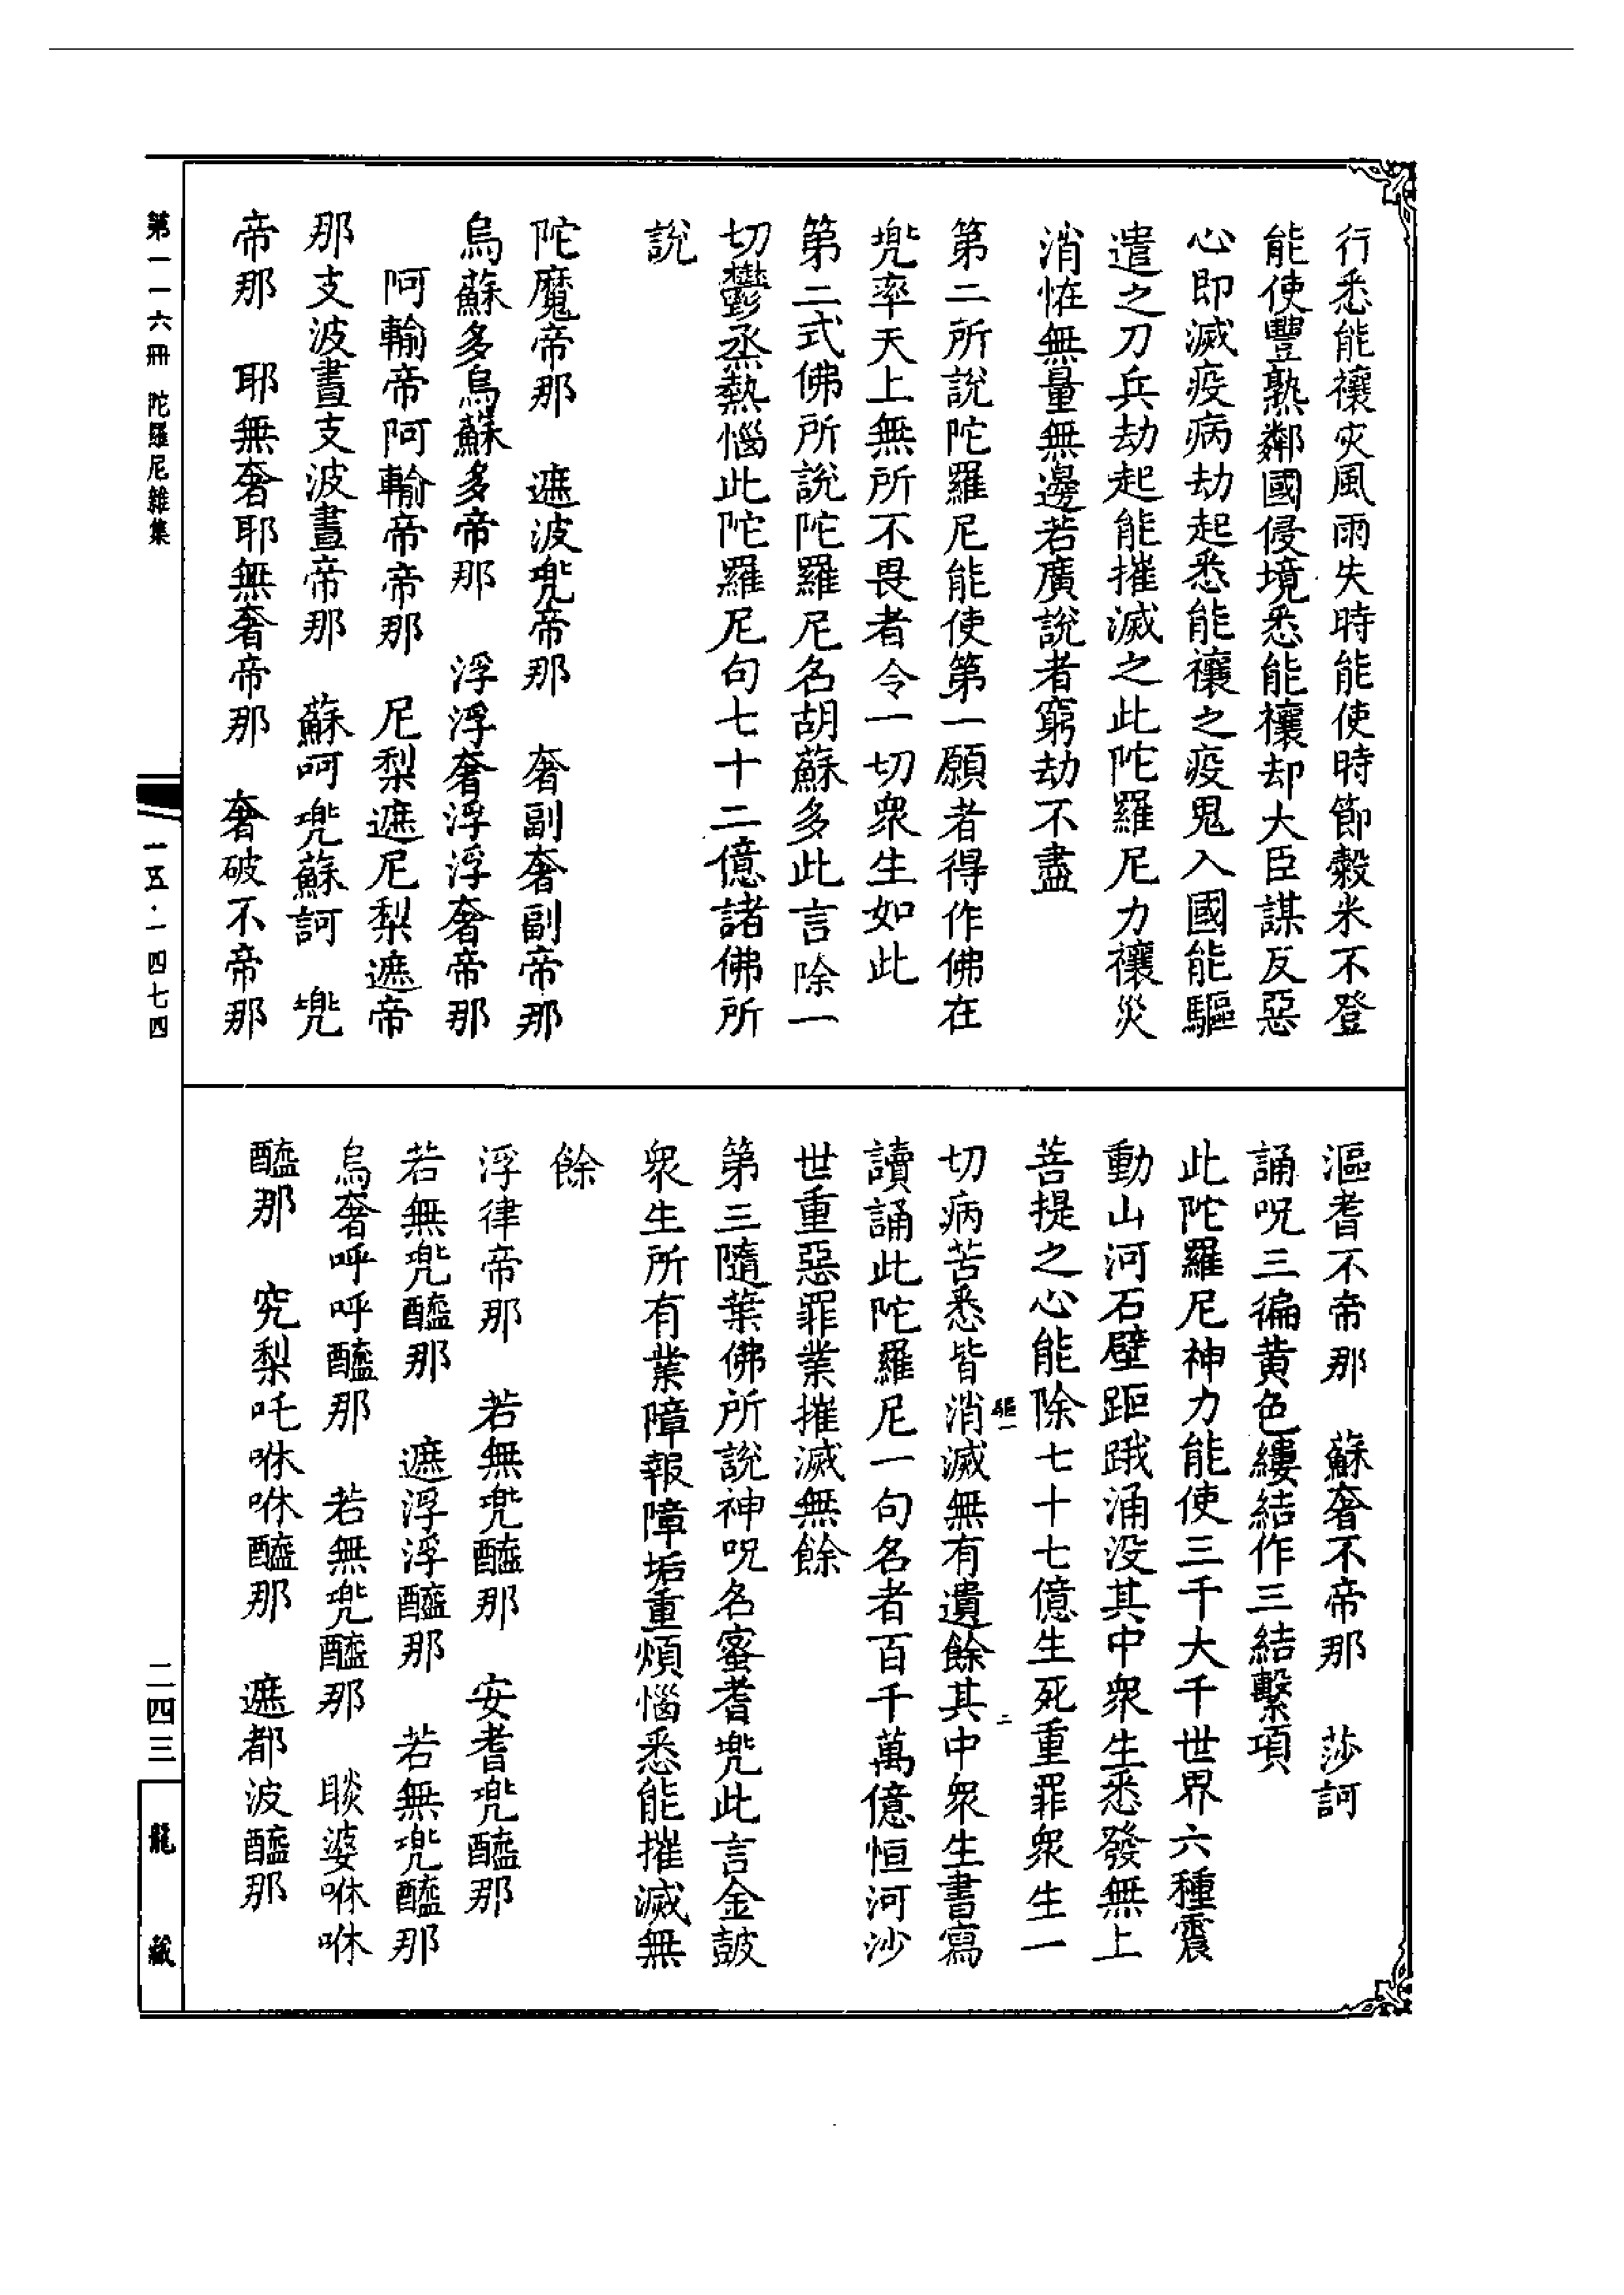 行悉能禳灾風雨失時能使時節穀米不登
能使豐熟鄰國侵境悉能禳却大臣謀反惡
心即滅疫病劫起悉能禳之疫鬼入國能驅
遣之刀兵劫起能摧滅之此陀羅尼力禳災
消恠無量無邊若廣說者窮劫不盡
第二所說陀羅尼能使第一願者得作佛在
兜率天上無所不畏者令一切衆生如此
第二式佛所說陀羅尼名胡蘇多此言除一
切鬱烝熱惱此陀羅尼句七十二億諸佛所
說
陀魔帝那　遮波兜帝那　奢副奢副帝那
烏蘇多烏蘇多帝那　浮浮奢浮浮奢帝那
阿輸帝阿輸帝帝那　尼梨遮尼梨遮帝
那支波晝支波晝帝那　蘇呵兜蘇訶　兜
帝那　耶無奢耶無奢帝那　奢破不帝那
漚耆不帝那　蘇奢不帝那　莎訶
誦呪三徧黄色縷結作三結繫項
此陀羅尼神力能使三千大千世界六種震
動山河石壁距跙涌没其中衆生悉發無上
菩提之心能除七十七億生死重罪衆生一
切病苦悉皆消滅無有遺餘其中衆生書寫
讀誦此陀羅尼一句名者百千萬億恒河沙
世重惡罪業摧滅無餘
第三隨葉佛所說神呪名蜜耆兜此言金鼓
衆生所有業障報障垢重煩惱悉能摧滅無
餘
浮律帝那　若無兜醯那　安耆兜醯那
若無兜醯那　遮浮浮醯那　若無兜醯那
烏奢呼呼醯那　若無兜醯那　睒婆咻咻
醯那　究梨吒咻咻醯那　遮都波醯那
驅一
二
第一一六冊　陀羅尼雜集
一五·一四七四
二四三
龍藏